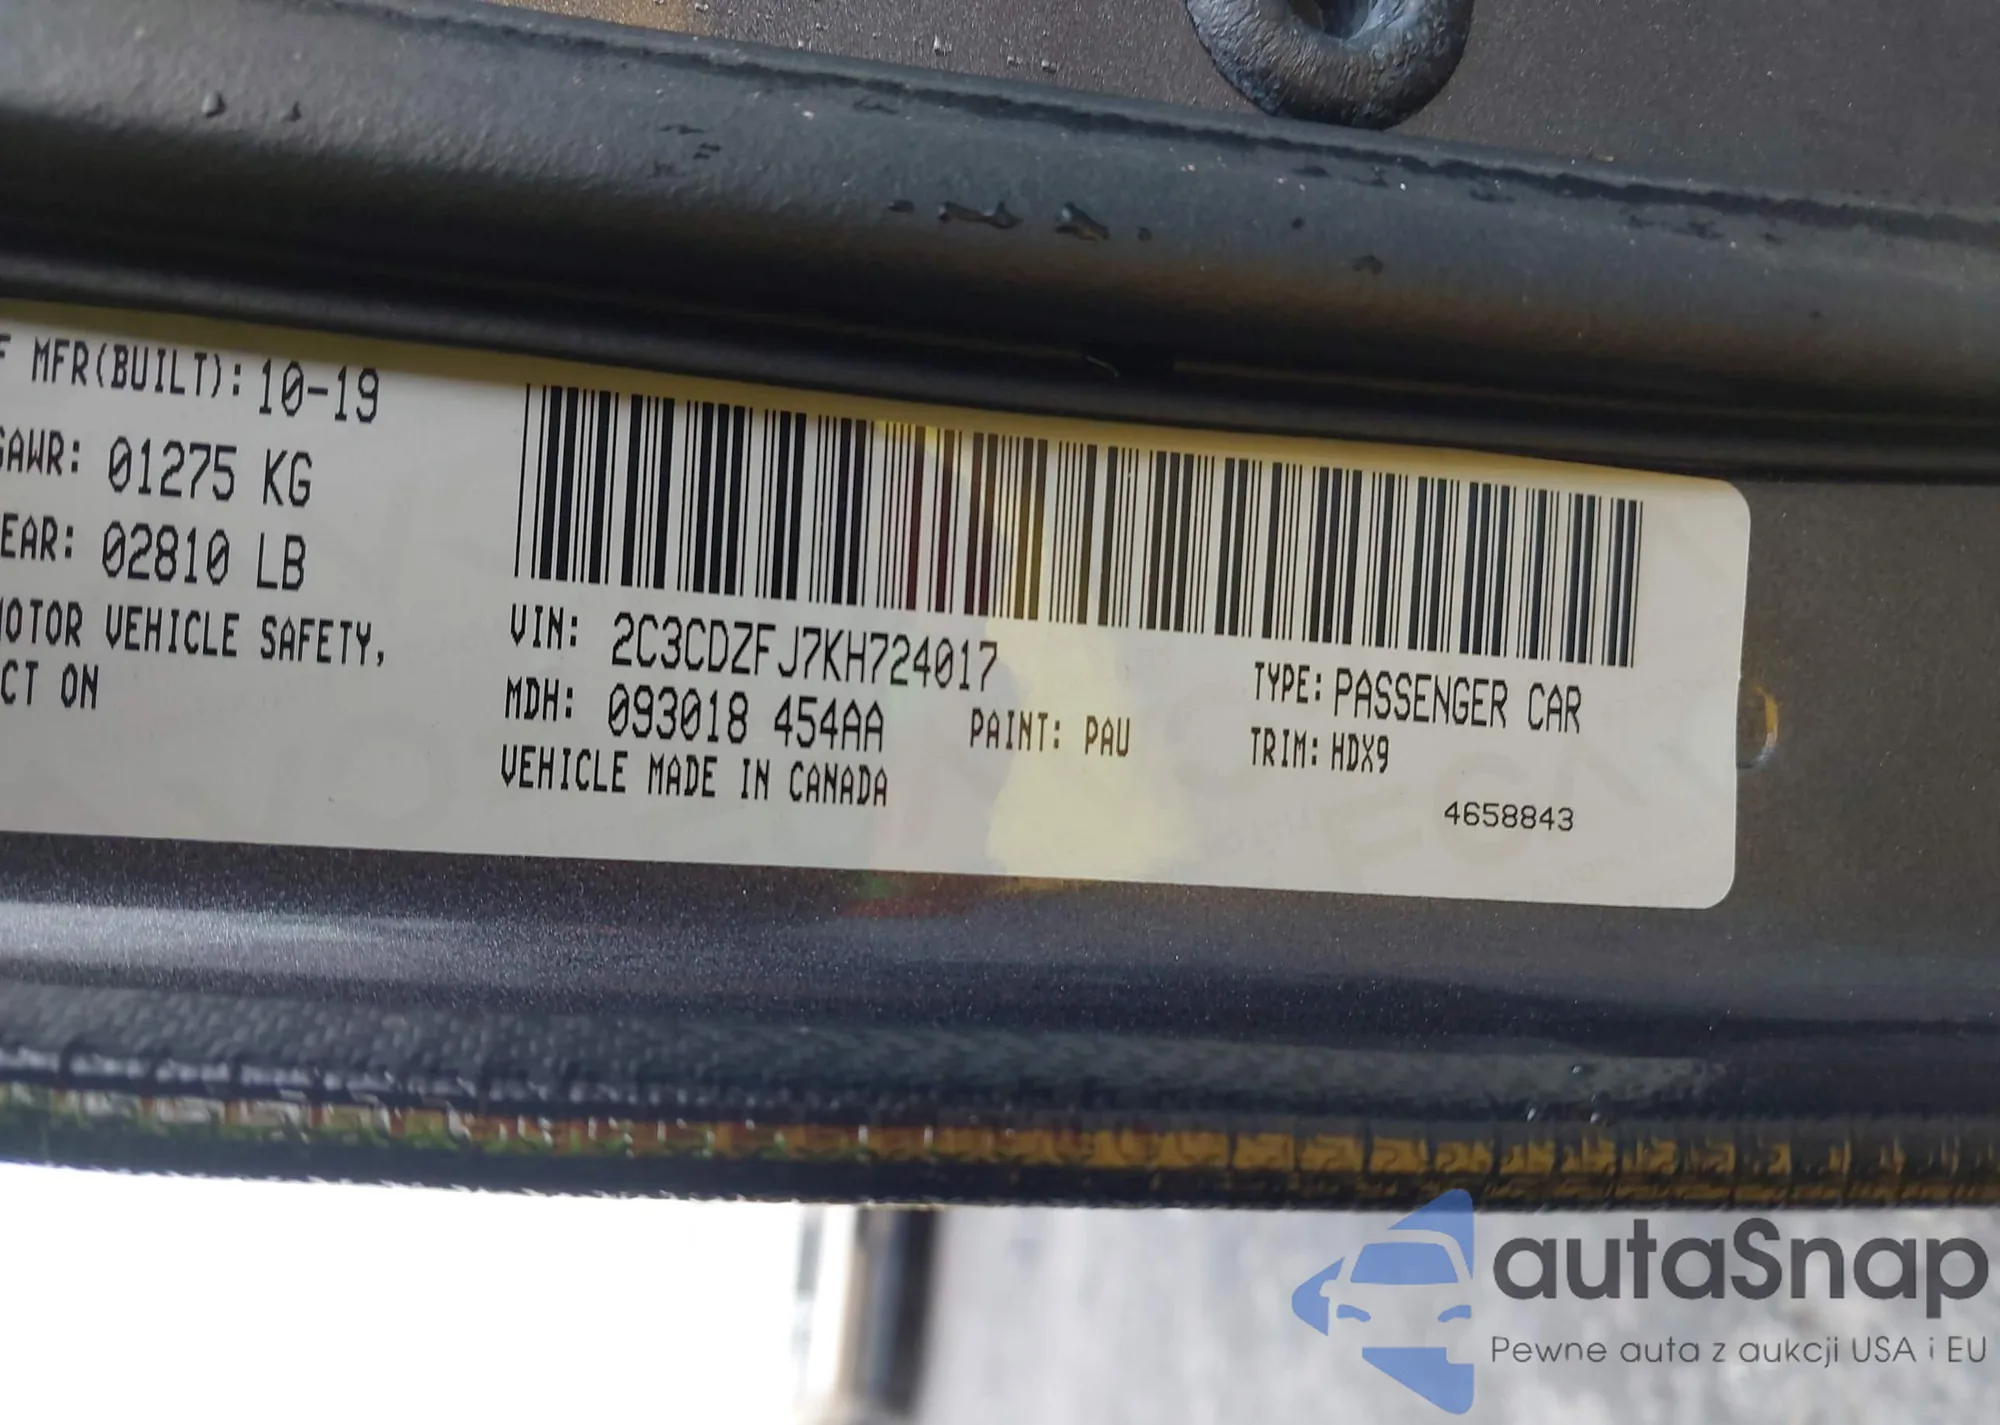 F MFR(BUILT): 10-19
GAWR: 01275 KG
EAR: 02810 LB
MOTOR VEHICLE SAFETY,
CT ON
VIN: 2C3CDZFJ7KH724017
MDH: 093018 454AA PAINT: PAU
VEHICLE MADE IN CANADA
TYPE: PASSENGER CAR
TRIM: HDX9
4658843
autaSnap
Pewne auta z aukcji USA i EU